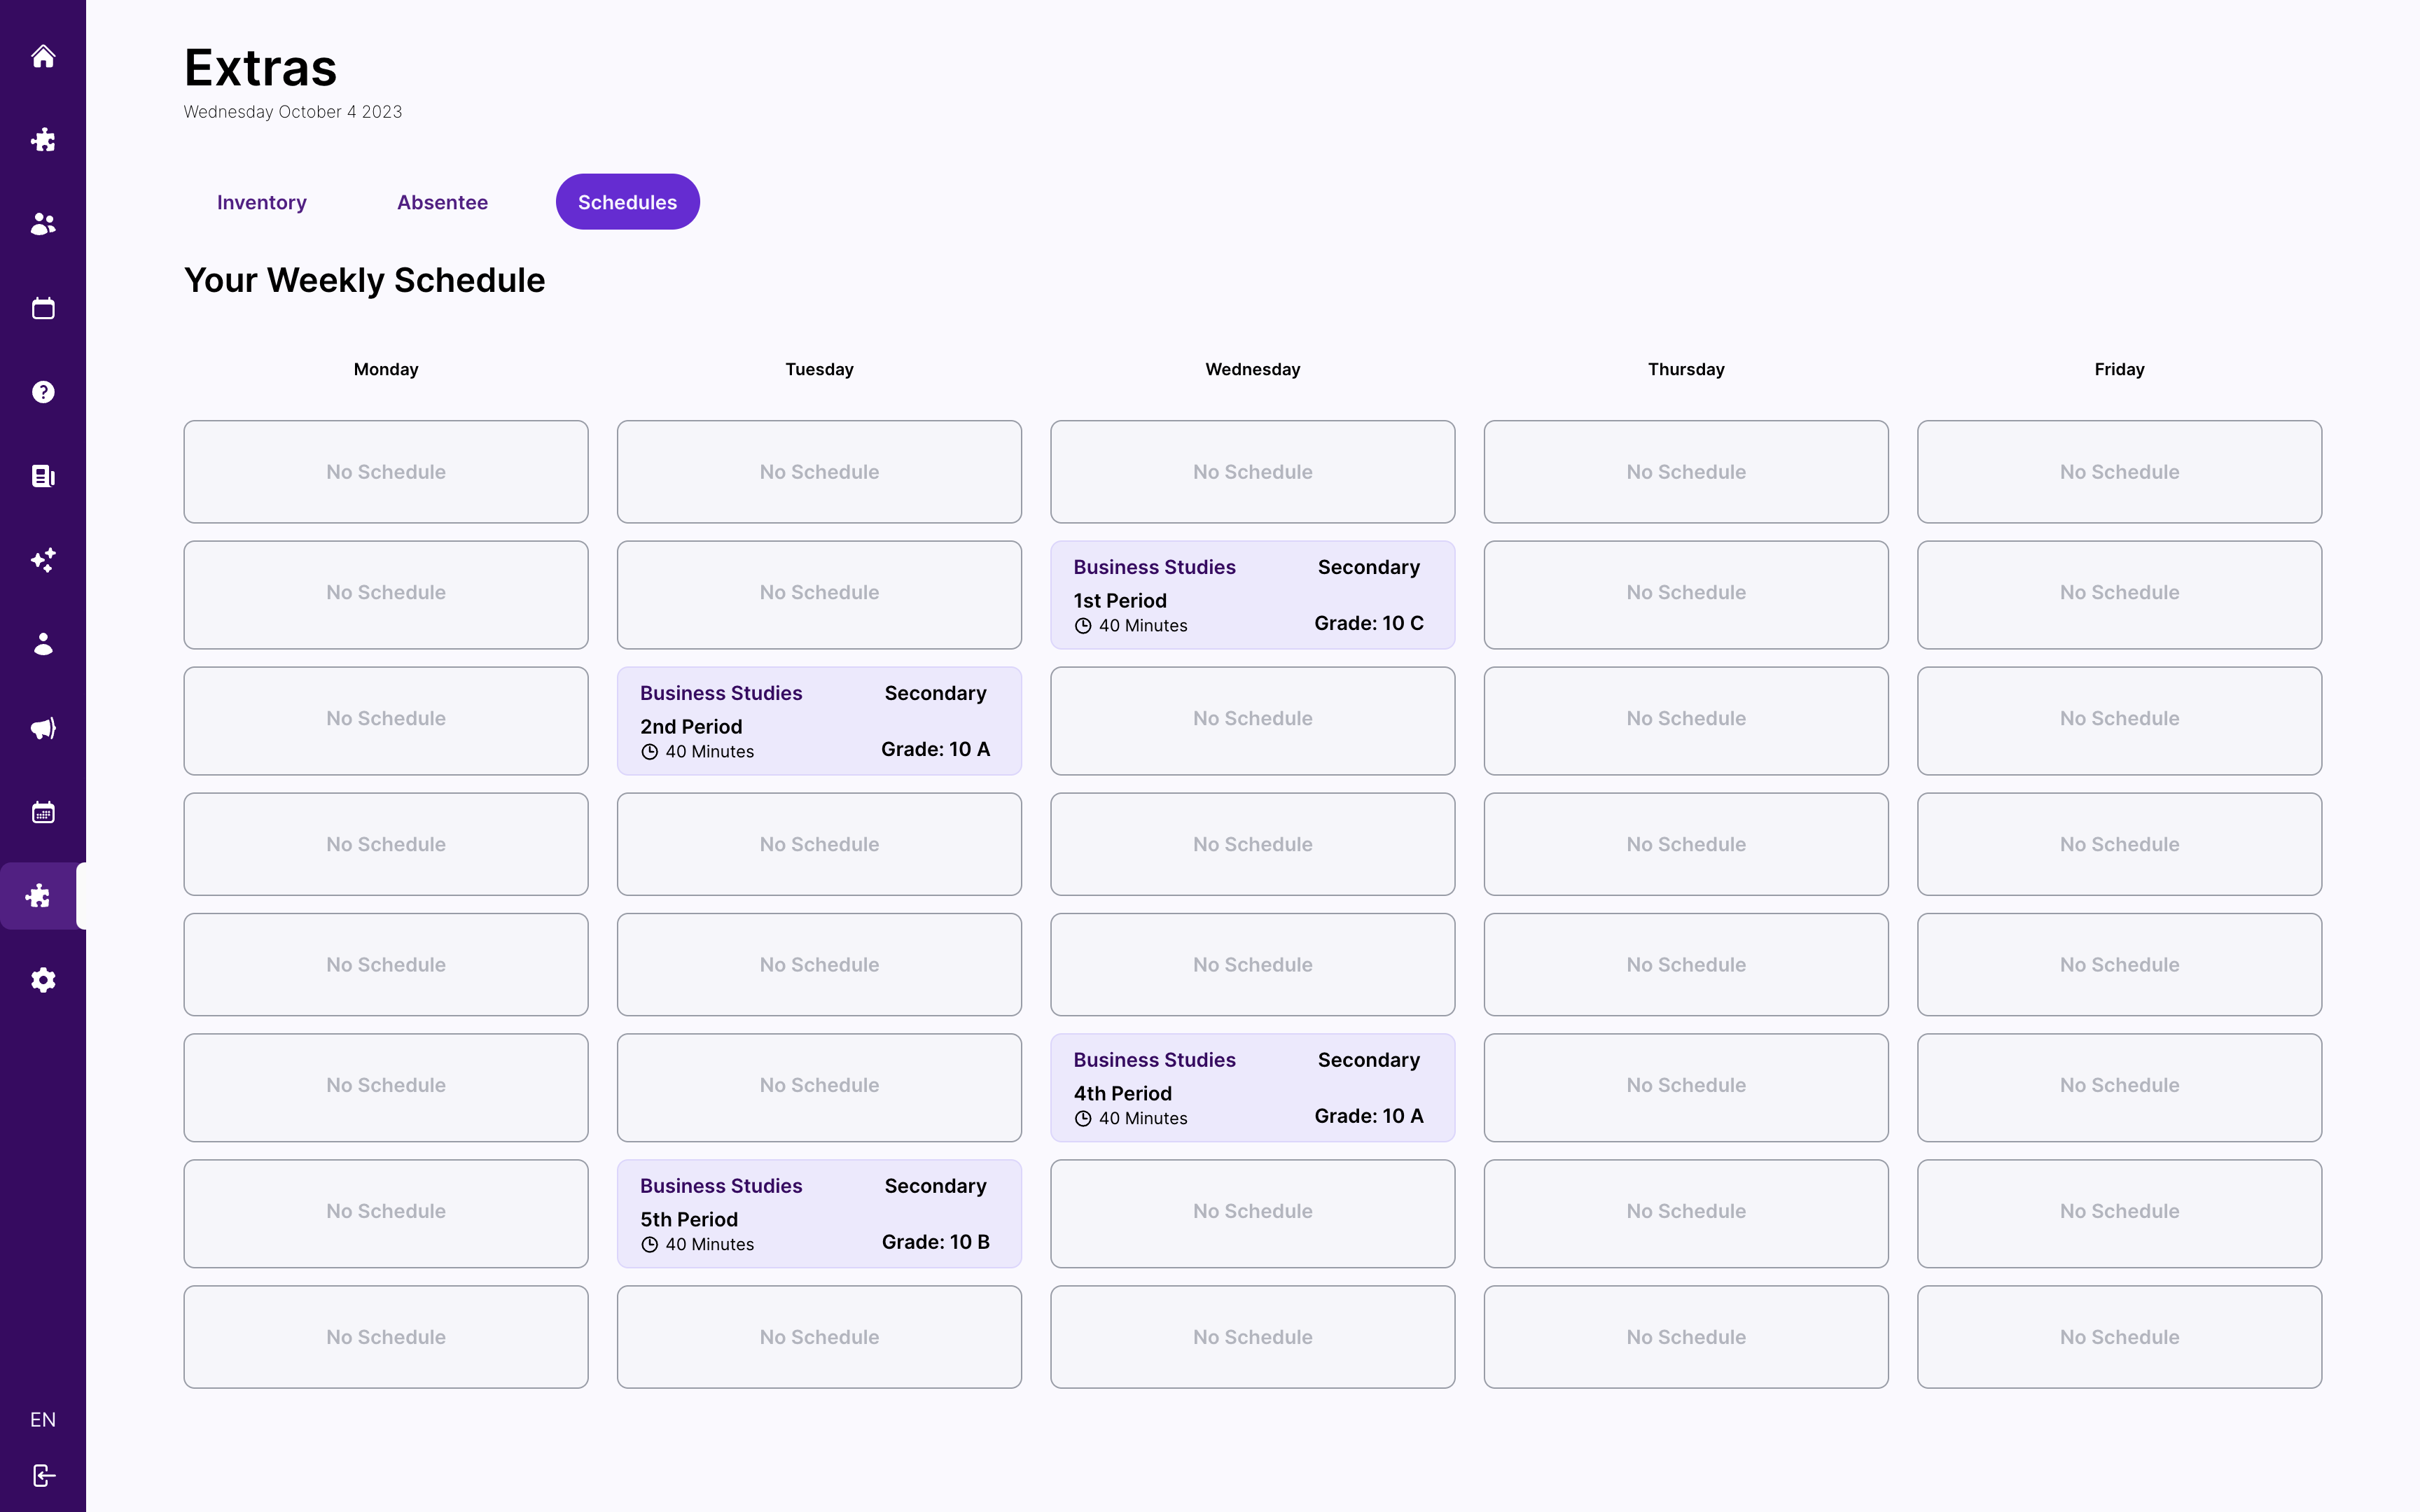 Extras
Wednesday October 4 2023
Inventory Absentee Schedules
Your Weekly Schedule
Monday Tuesday Wednesday Thursday Friday
No Schedule No Schedule No Schedule No Schedule No Schedule
No Schedule No Schedule
Business Studies Secondary
1st Period
40 Minutes Grade: 10 C
No Schedule No Schedule
No Schedule
Business Studies Secondary
2nd Period
40 Minutes Grade: 10 A
No Schedule No Schedule No Schedule
No Schedule No Schedule No Schedule No Schedule No Schedule
No Schedule No Schedule No Schedule No Schedule No Schedule
No Schedule No Schedule
Business Studies Secondary
4th Period
40 Minutes Grade: 10 A
No Schedule No Schedule
No Schedule
Business Studies Secondary
5th Period
40 Minutes Grade: 10 B
No Schedule No Schedule No Schedule
No Schedule No Schedule No Schedule No Schedule No Schedule
EN